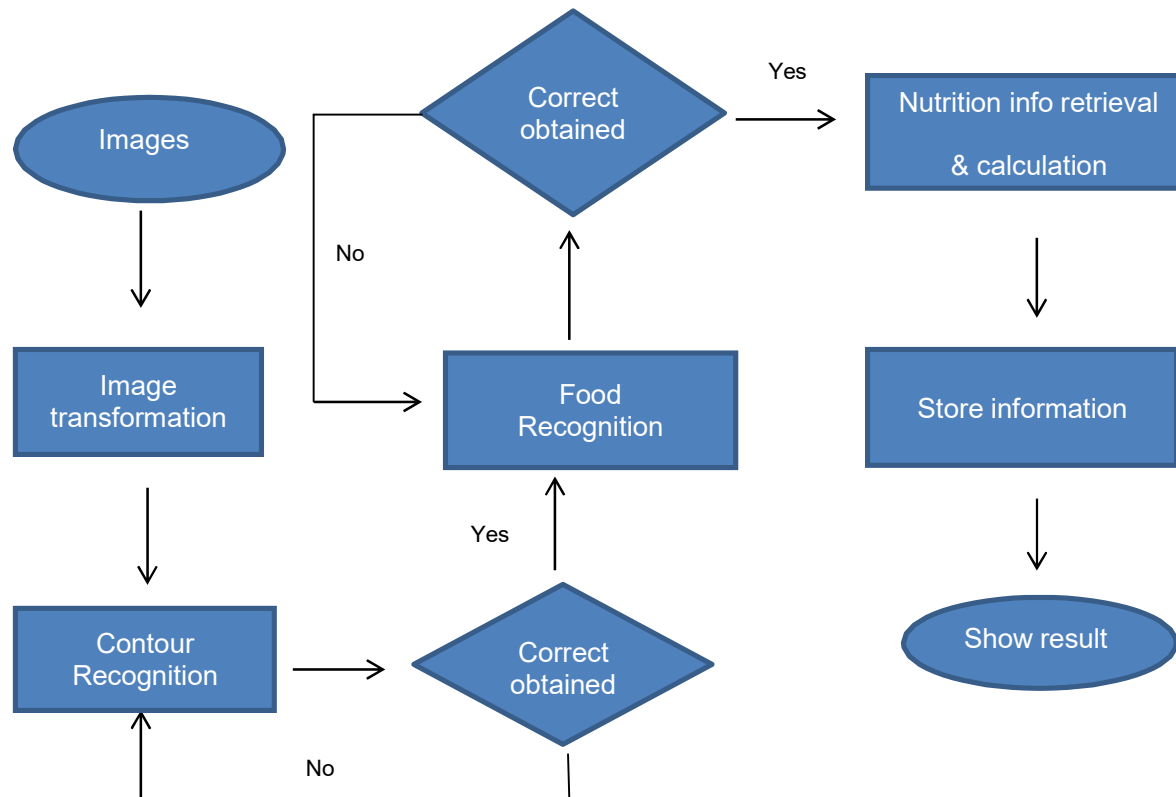 Images
Image
transformation
Contour
Recognition
No
Correct
obtained
Yes
Food
Recognition
No
Correct
obtained
Yes
Nutrition info retrieval
& calculation
Store information
Show result